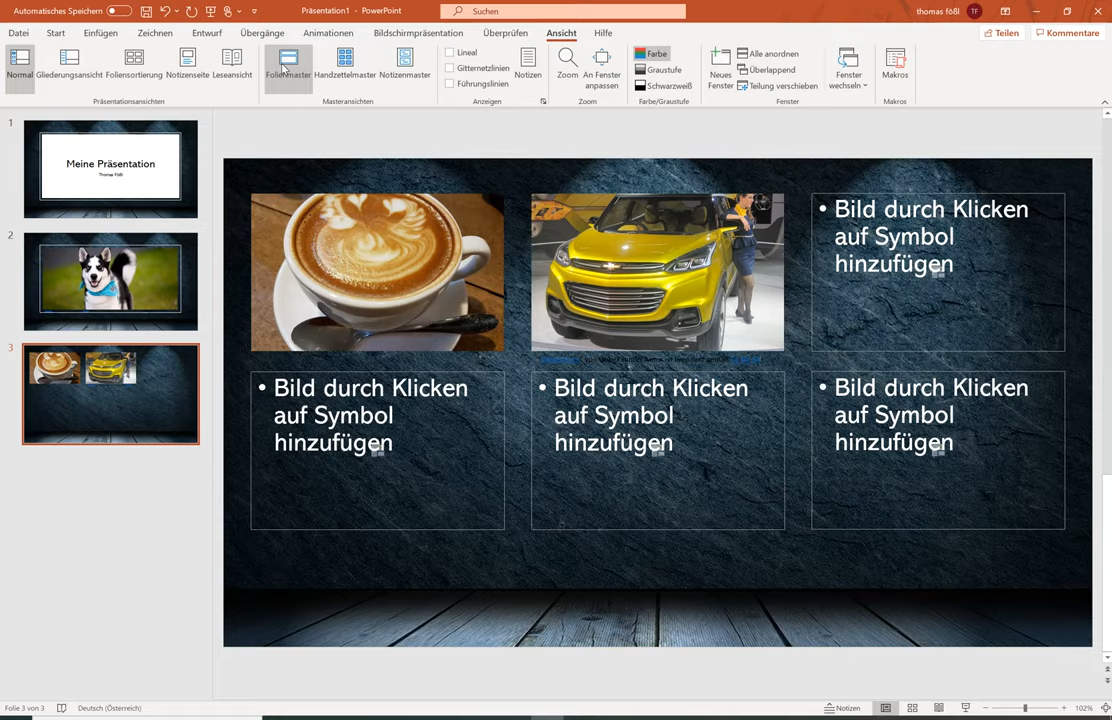 Automatisches Speichern
Präsentation1 - PowerPoint
Suchen
thomas fößl
TF
Datei
Start
Einfügen
Zeichnen
Entwurf
Übergänge
Animationen
Bildschirmpräsentation
Überprüfen
Ansicht
Hilfe
Teilen
Kommentare
Normal
Gliederungsansicht
Foliensortierung
Notizenseite
Leseansicht
Präsentationsansichten
Folienmaster
Handzettelmaster
Notizenmaster
Masteransichten
Lineal
Gitternetzlinien
Führungslinien
Notizen
Anzeigen
Zoom
An Fenster
anpassen
Zoom
Farbe
Graustufe
Schwarzweiß
Farbe/Graustufe
Neues
Fenster
Alle anordnen
Überlappend
Teilung verschieben
Fenster
wechseln
Fenster
Makros
Makros
1
Meine Präsentation
Thomas Fößl
2
3
• Bild durch Klicken
auf Symbol
hinzufügen
• Bild durch Klicken
auf Symbol
hinzufügen
• Bild durch Klicken
auf Symbol
hinzufügen
• Bild durch Klicken
auf Symbol
hinzufügen
Folie 3 von 3
Deutsch (Österreich)
Notizen
102%